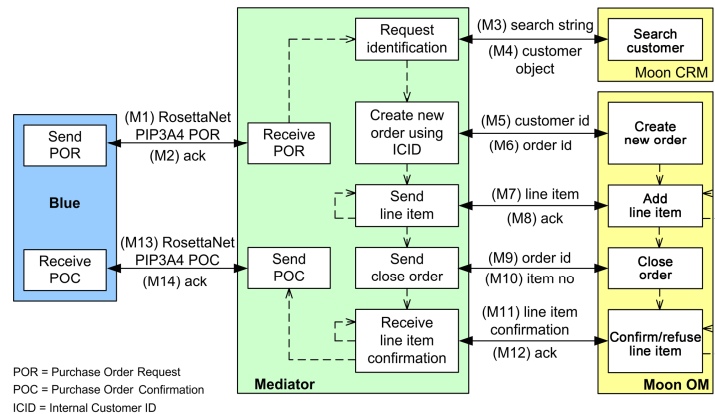 Request
identification
(M3) search string
(M4) customer
object
Search
customer
Moon CRM
(M1) RosettaNet
PIP3A4 POR
(M2) ack
Send
POR
Receive
POR
Create new
order using
ICID
(M5) customer id
(M6) order id
Create
new order
Blue
Send
line item
(M7) line item
(M8) ack
Add
line item
(M13) RosettaNet
PIP3A4 POC
(M14) ack
Receive
POC
Send
POC
Send
close order
(M9) order id
(M10) item no
Close
order
Receive
line item
confirmation
(M11) line item
confirmation
(M12) ack
Confirm/refuse
line item
Mediator
Moon OM
POR = Purchase Order Request
POC = Purchase Order Confirmation
ICID = Internal Customer ID